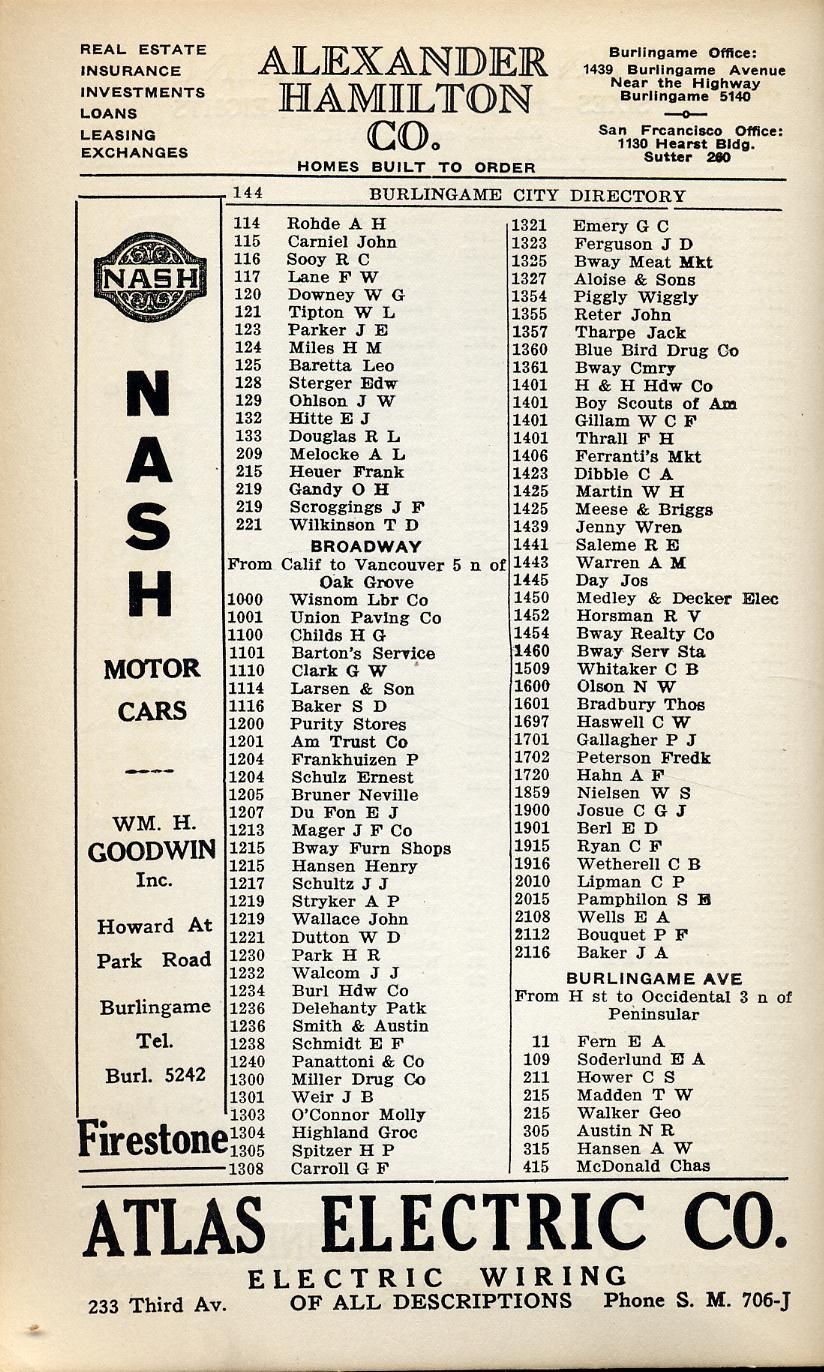 REAL ESTATE
INSURANCE
INVESTMENTS
LOANS
LEASING
EXCHANGES
ALEXANDER
HAMILTON
CO.
HOMES BUILT TO ORDER
Burlingame Office:
1439 Burlingame Avenue
Near the Highway
Burlingame 5140
San Frcancisco Office:
1130 Hearst Bldg.
Sutter 260
144 BURLINGAME CITY DIRECTORY
NASH
N
A
S
H
MOTOR
CARS
WM. H.
GOODWIN
Inc.
Howard At
Park Road
Burlingame
Tel.
Burl. 5242
Firestone
114 Rohde A H
115 Carniel John
116 Sooy R C
117 Lane F W
120 Downey W G
121 Tipton W L
123 Parker J E
124 Miles H M
125 Baretta Leo
128 Sterger Edw
129 Ohlson J W
132 Hitte E J
133 Douglas R L
209 Melocke A L
215 Heuer Frank
219 Gandy O H
219 Scroggings J F
221 Wilkinson T D
BROADWAY
From Calif to Vancouver 5 n of
Oak Grove
1000 Wisnom Lbr Co
1001 Union Paving Co
1100 Childs H G
1101 Barton's Service
1110 Clark G W
1114 Larsen & Son
1116 Baker S D
1200 Purity Stores
1201 Am Trust Co
1204 Frankhuizen P
1204 Schulz Ernest
1205 Bruner Neville
1207 Du Fon E J
1213 Mager J F Co
1215 Bway Furn Shops
1215 Hansen Henry
1217 Schultz J J
1219 Stryker A P
1219 Wallace John
1221 Dutton W D
1230 Park H R
1232 Walcom J J
1234 Burl Hdw Co
1236 Delehanty Patk
1236 Smith & Austin
1238 Schmidt E F
1240 Panattoni & Co
1300 Miller Drug Co
1301 Weir J B
1303 O'Connor Molly
1304 Highland Groc
1305 Spitzer H P
1308 Carroll G F
1321 Emery G C
1323 Ferguson J D
1325 Bway Meat Mkt
1327 Aloise & Sons
1354 Piggly Wiggly
1355 Reter John
1357 Tharpe Jack
1360 Blue Bird Drug Co
1361 Bway Cmry
1401 H & H Hdw Co
1401 Boy Scouts of Am
1401 Gillam W C F
1401 Thrall F H
1406 Ferranti's Mkt
1423 Dibble C A
1425 Martin W H
1425 Meese & Briggs
1439 Jenny Wren
1441 Saleme R E
1443 Warren A M
1445 Day Jos
1450 Medley & Decker Elec
1452 Horsman R V
1454 Bway Realty Co
1460 Bway Serv Sta
1509 Whitaker C B
1600 Olson N W
1601 Bradbury Thos
1697 Haswell C W
1701 Gallagher P J
1702 Peterson Fredk
1720 Hahn A F
1859 Nielsen W S
1900 Josue C G J
1901 Berl E D
1915 Ryan C F
1916 Wetherell C B
2010 Lipman C P
2015 Pamphilon S E
2108 Wells E A
2112 Bouquet P F
2116 Baker J A
BURLINGAME AVE
From H st to Occidental 3 n of
Peninsular
11 Fern E A
109 Soderlund E A
211 Hower C S
215 Madden T W
215 Walker Geo
305 Austin N R
315 Hansen A W
415 McDonald Chas
ATLAS ELECTRIC CO.
ELECTRIC WIRING
233 Third Av. OF ALL DESCRIPTIONS Phone S. M. 706-J